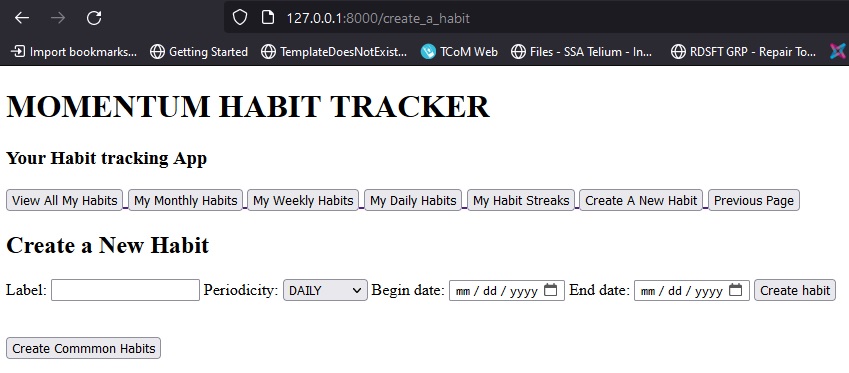 127.0.0.1:8000/create_a_habit
Import bookmarks... Getting Started TemplateDoesNotExist... TCoM Web Files - SSA Telium - In... RDSFT GRP - Repair To...
MOMENTUM HABIT TRACKER
Your Habit tracking App
View All My Habits My Monthly Habits My Weekly Habits My Daily Habits My Habit Streaks Create A New Habit Previous Page
Create a New Habit
Label: Periodicity: DAILY Begin date: mm / dd / yyyy End date: mm / dd / yyyy Create habit
Create Commmon Habits